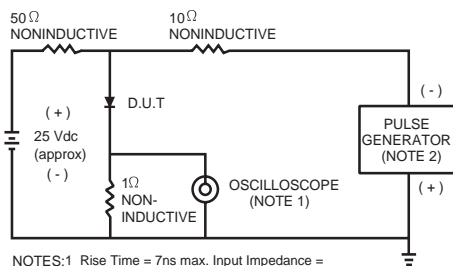 50Ω
NONINDUCTIVE
10Ω
NONINDUCTIVE
( + )
25 Vdc
(approx)
( - )
D.U.T
1Ω
NON-
INDUCTIVE
OSCILLOSCOPE
(NOTE 1)
( - )
PULSE
GENERATOR
(NOTE 2)
( + )
NOTES:1 Rise Time = 7ns max. Input Impedance =